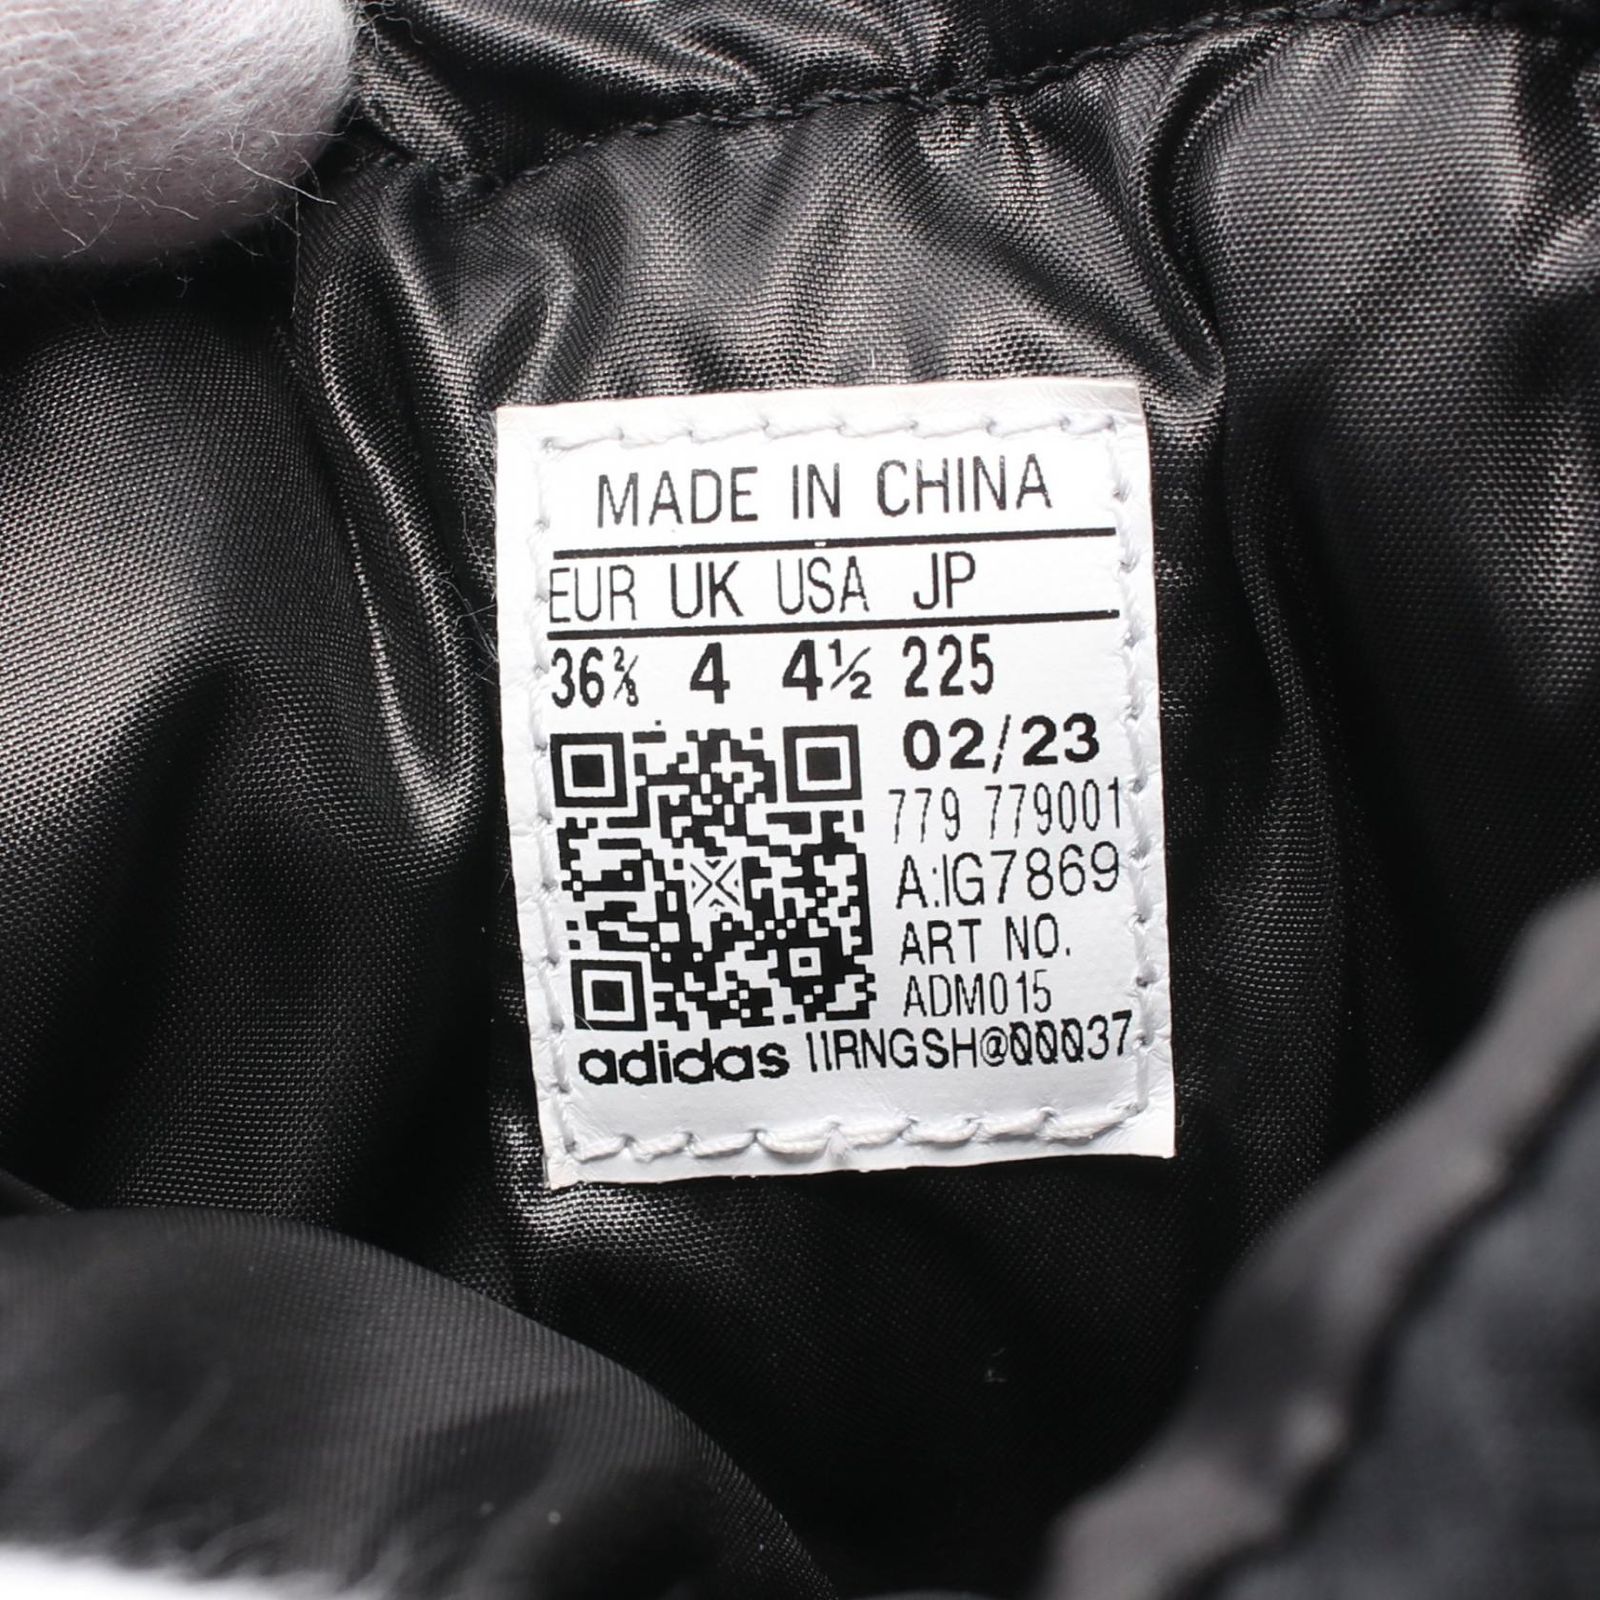 MADE IN CHINA
EUR UK USA JP
36⅔ 4 4½ 225
02/23
779 779001
A:IG7869
ART NO.
ADM015
adidas 11RNGSH@00037